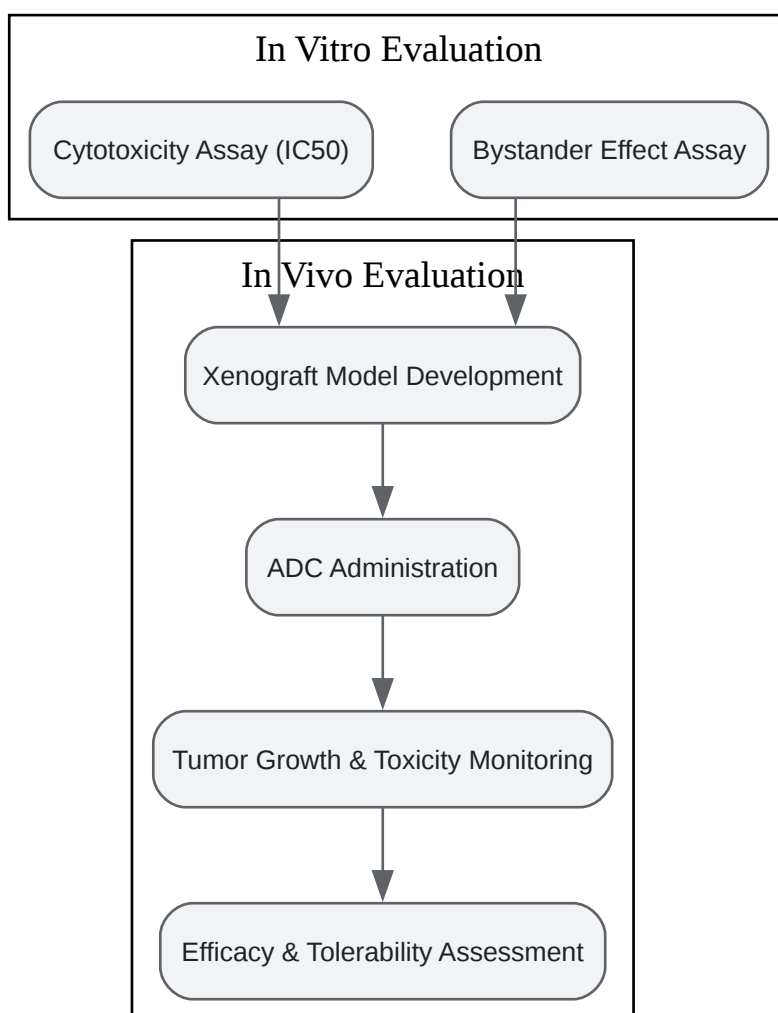 In Vitro Evaluation
Cytotoxicity Assay (IC50)
Bystander Effect Assay
In Vivo Evaluation
Xenograft Model Development
ADC Administration
Tumor Growth & Toxicity Monitoring
Efficacy & Tolerability Assessment